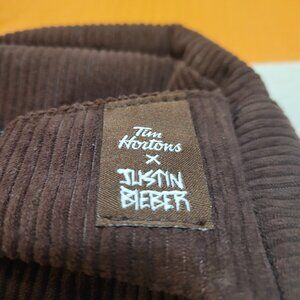 Tim
Hortons
X
JUSTIN
BIEBER